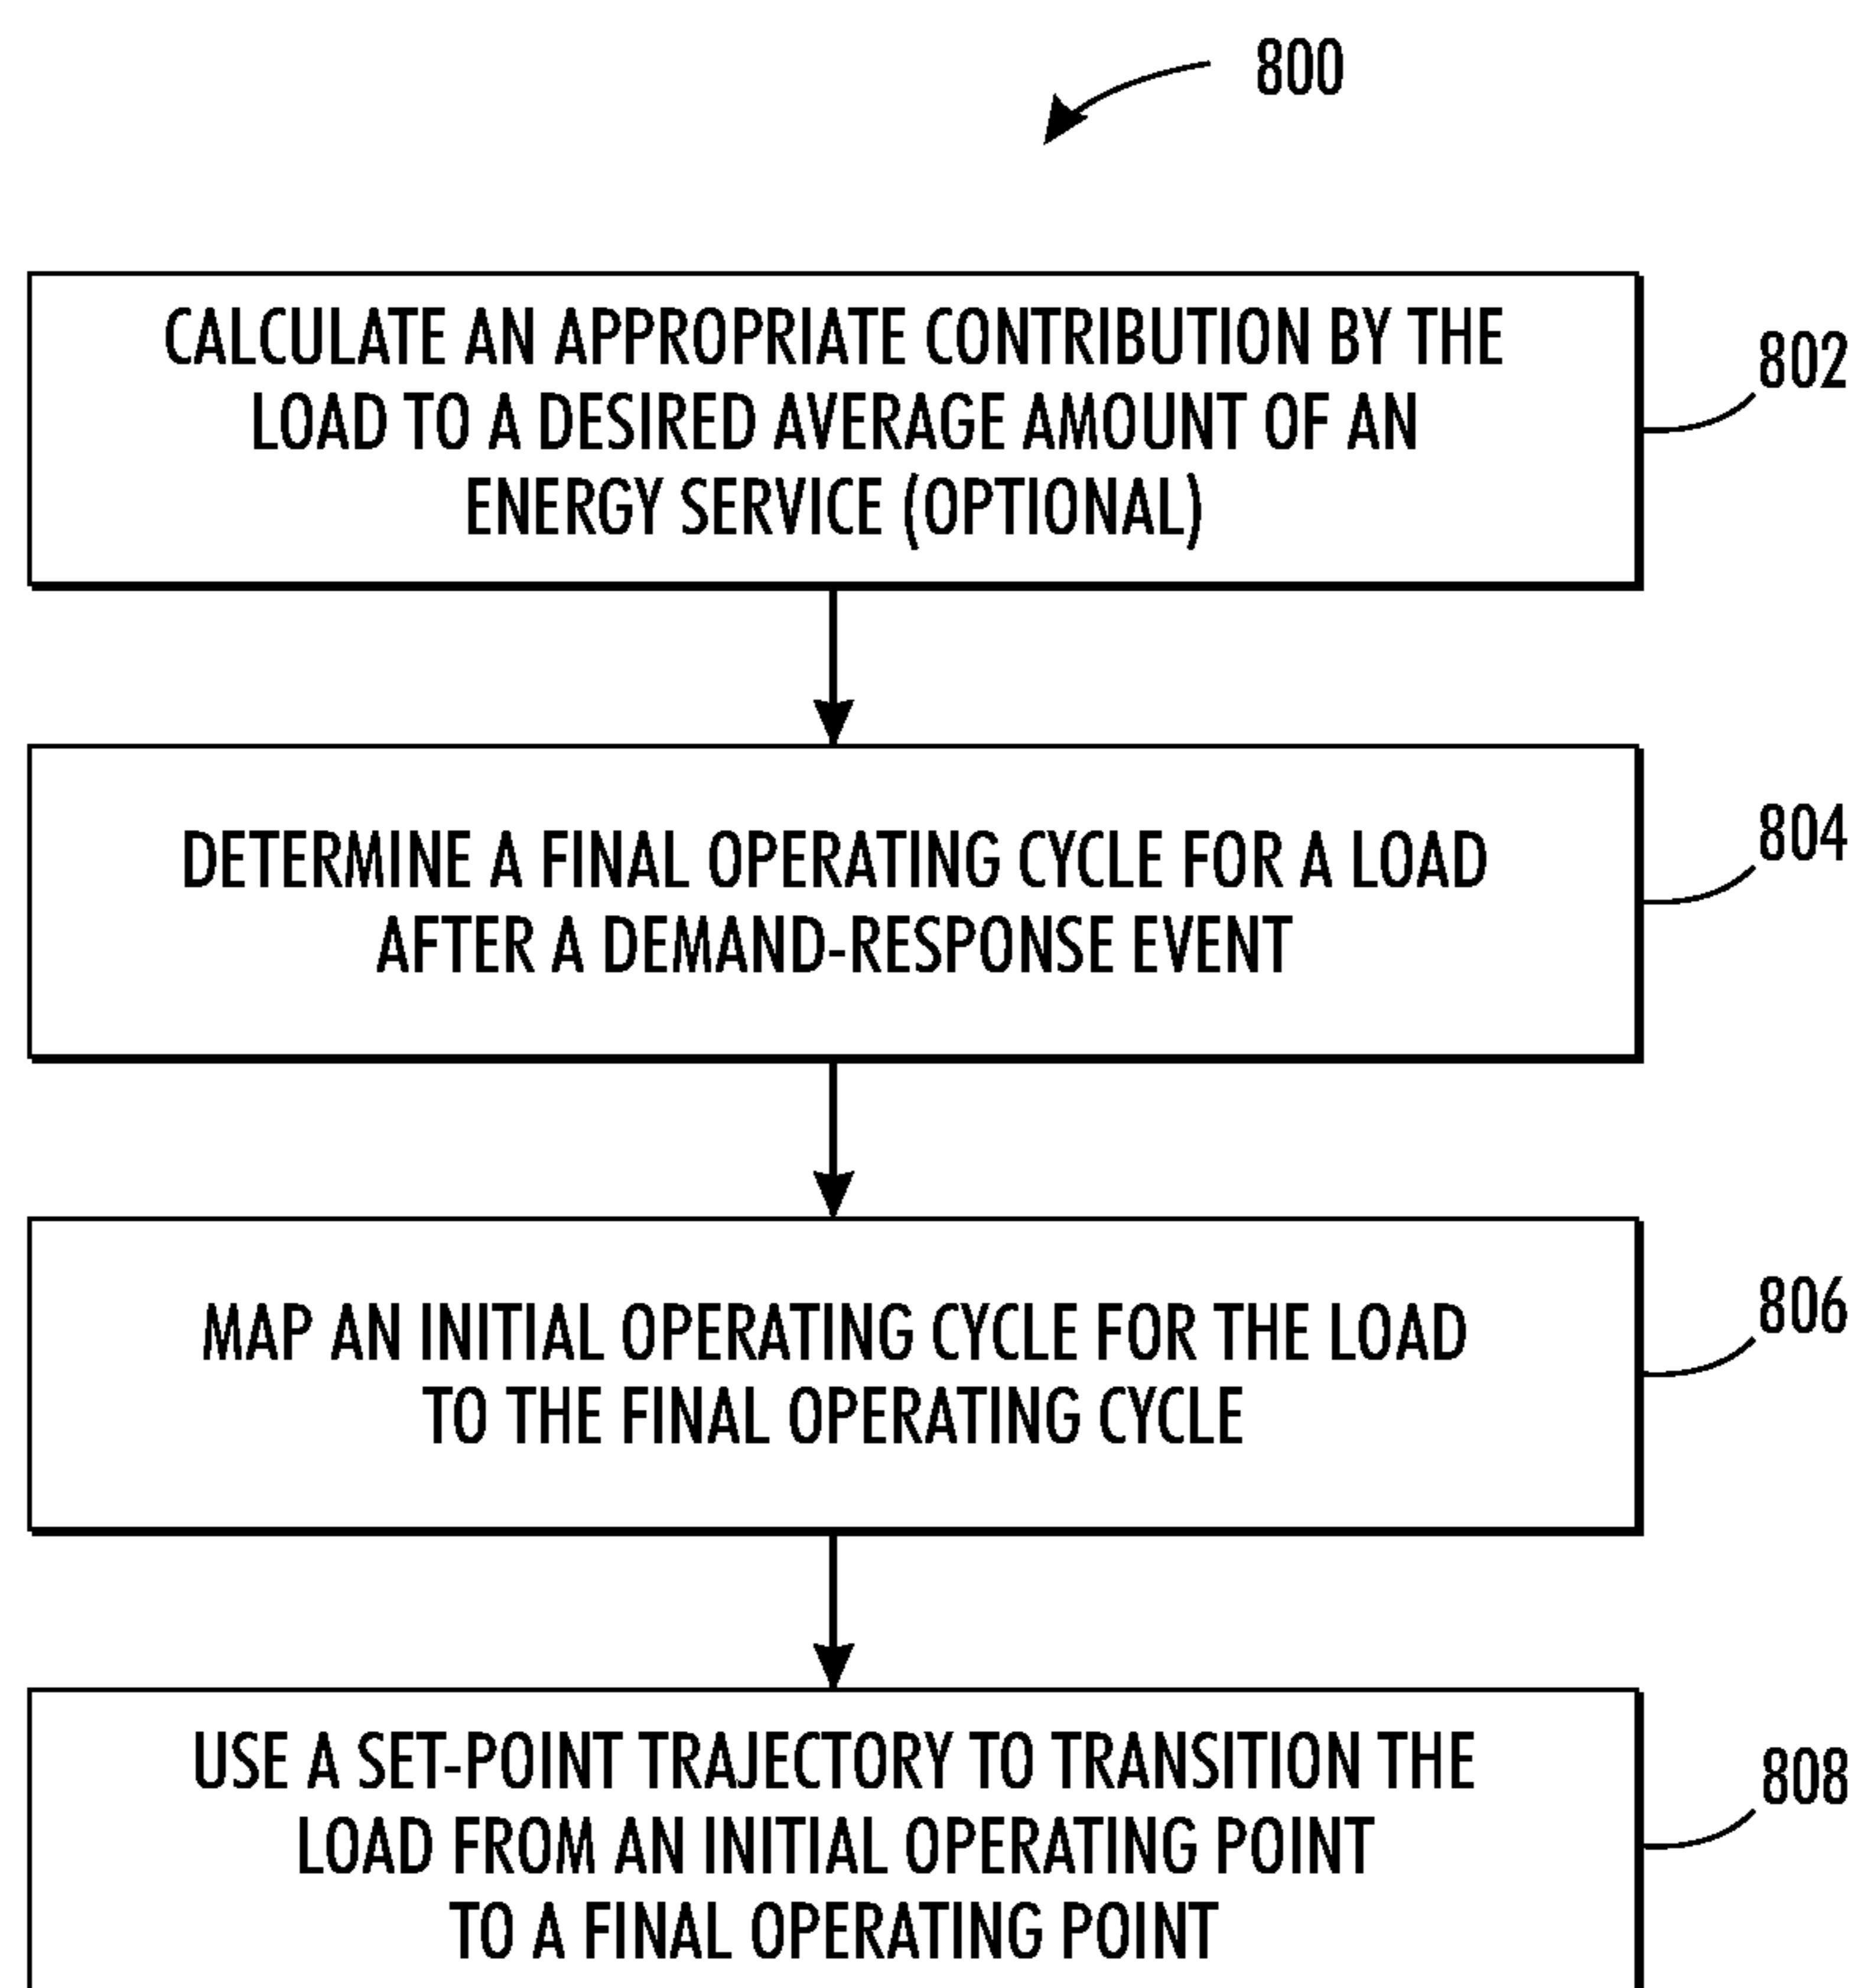 800
CALCULATE AN APPROPRIATE CONTRIBUTION BY THE
LOAD TO A DESIRED AVERAGE AMOUNT OF AN
ENERGY SERVICE (OPTIONAL)
802
DETERMINE A FINAL OPERATING CYCLE FOR A LOAD
AFTER A DEMAND-RESPONSE EVENT
804
MAP AN INITIAL OPERATING CYCLE FOR THE LOAD
TO THE FINAL OPERATING CYCLE
806
USE A SET-POINT TRAJECTORY TO TRANSITION THE
LOAD FROM AN INITIAL OPERATING POINT
TO A FINAL OPERATING POINT
808